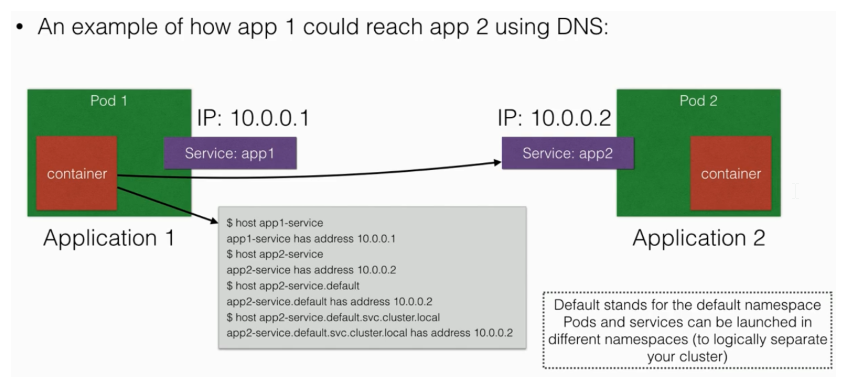 • An example of how app 1 could reach app 2 using DNS:
Pod 1
IP: 10.0.0.1
Service: app1
container
Application 1
IP: 10.0.0.2
Pod 2
Service: app2
container
Application 2
$ host app1-service
app1-service has address 10.0.0.1
$ host app2-service
app2-service has address 10.0.0.2
$ host app2-service.default
app2-service.default has address 10.0.0.2
$ host app2-service.default.svc.cluster.local
app2-service.default.svc.cluster.local has address 10.0.0.2
Default stands for the default namespace
Pods and services can be launched in
different namespaces (to logically separate
your cluster)